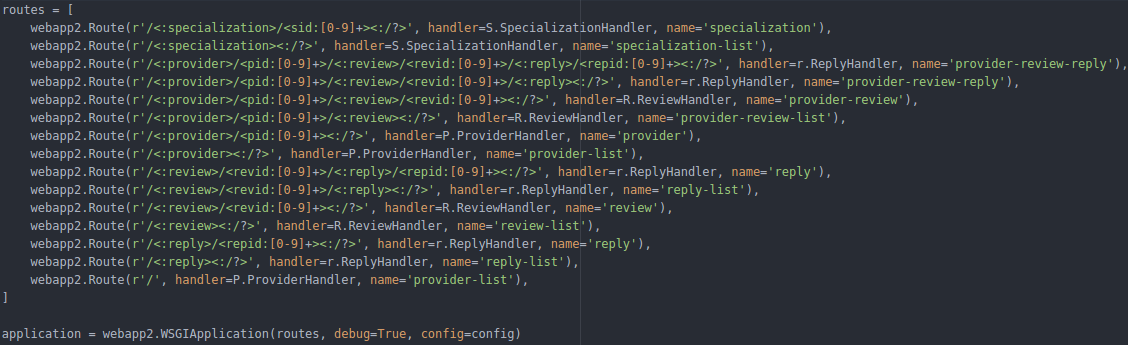 routes = [
    webapp2.Route(r'/<:specialization>/<sid:[0-9]+><:/?>', handler=S.SpecializationHandler, name='specialization'),
    webapp2.Route(r'/<:specialization><:/?>', handler=S.SpecializationHandler, name='specialization-list'),
    webapp2.Route(r'/<:provider>/<pid:[0-9]+>/<:review>/<revid:[0-9]+>/<:reply>/<repid:[0-9]+><:/?>', handler=r.ReplyHandler, name='provider-review-reply'),
    webapp2.Route(r'/<:provider>/<pid:[0-9]+>/<:review>/<revid:[0-9]+>/<:reply><:/?>', handler=r.ReplyHandler, name='provider-review-reply'),
    webapp2.Route(r'/<:provider>/<pid:[0-9]+>/<:review>/<revid:[0-9]+><:/?>', handler=R.ReviewHandler, name='provider-review'),
    webapp2.Route(r'/<:provider>/<pid:[0-9]+>/<:review><:/?>', handler=R.ReviewHandler, name='provider-review-list'),
    webapp2.Route(r'/<:provider>/<pid:[0-9]+><:/?>', handler=P.ProviderHandler, name='provider'),
    webapp2.Route(r'/<:provider><:/?>', handler=P.ProviderHandler, name='provider-list'),
    webapp2.Route(r'/<:review>/<revid:[0-9]+>/<:reply>/<repid:[0-9]+><:/?>', handler=r.ReplyHandler, name='reply'),
    webapp2.Route(r'/<:review>/<revid:[0-9]+>/<:reply><:/?>', handler=r.ReplyHandler, name='reply-list'),
    webapp2.Route(r'/<:review>/<revid:[0-9]+><:/?>', handler=R.ReviewHandler, name='review'),
    webapp2.Route(r'/<:review><:/?>', handler=R.ReviewHandler, name='review-list'),
    webapp2.Route(r'/<:reply>/<repid:[0-9]+><:/?>', handler=r.ReplyHandler, name='reply'),
    webapp2.Route(r'/<:reply><:/?>', handler=r.ReplyHandler, name='reply-list'),
    webapp2.Route(r'/', handler=P.ProviderHandler, name='provider-list'),
]
application = webapp2.WSGIApplication(routes, debug=True, config=config)